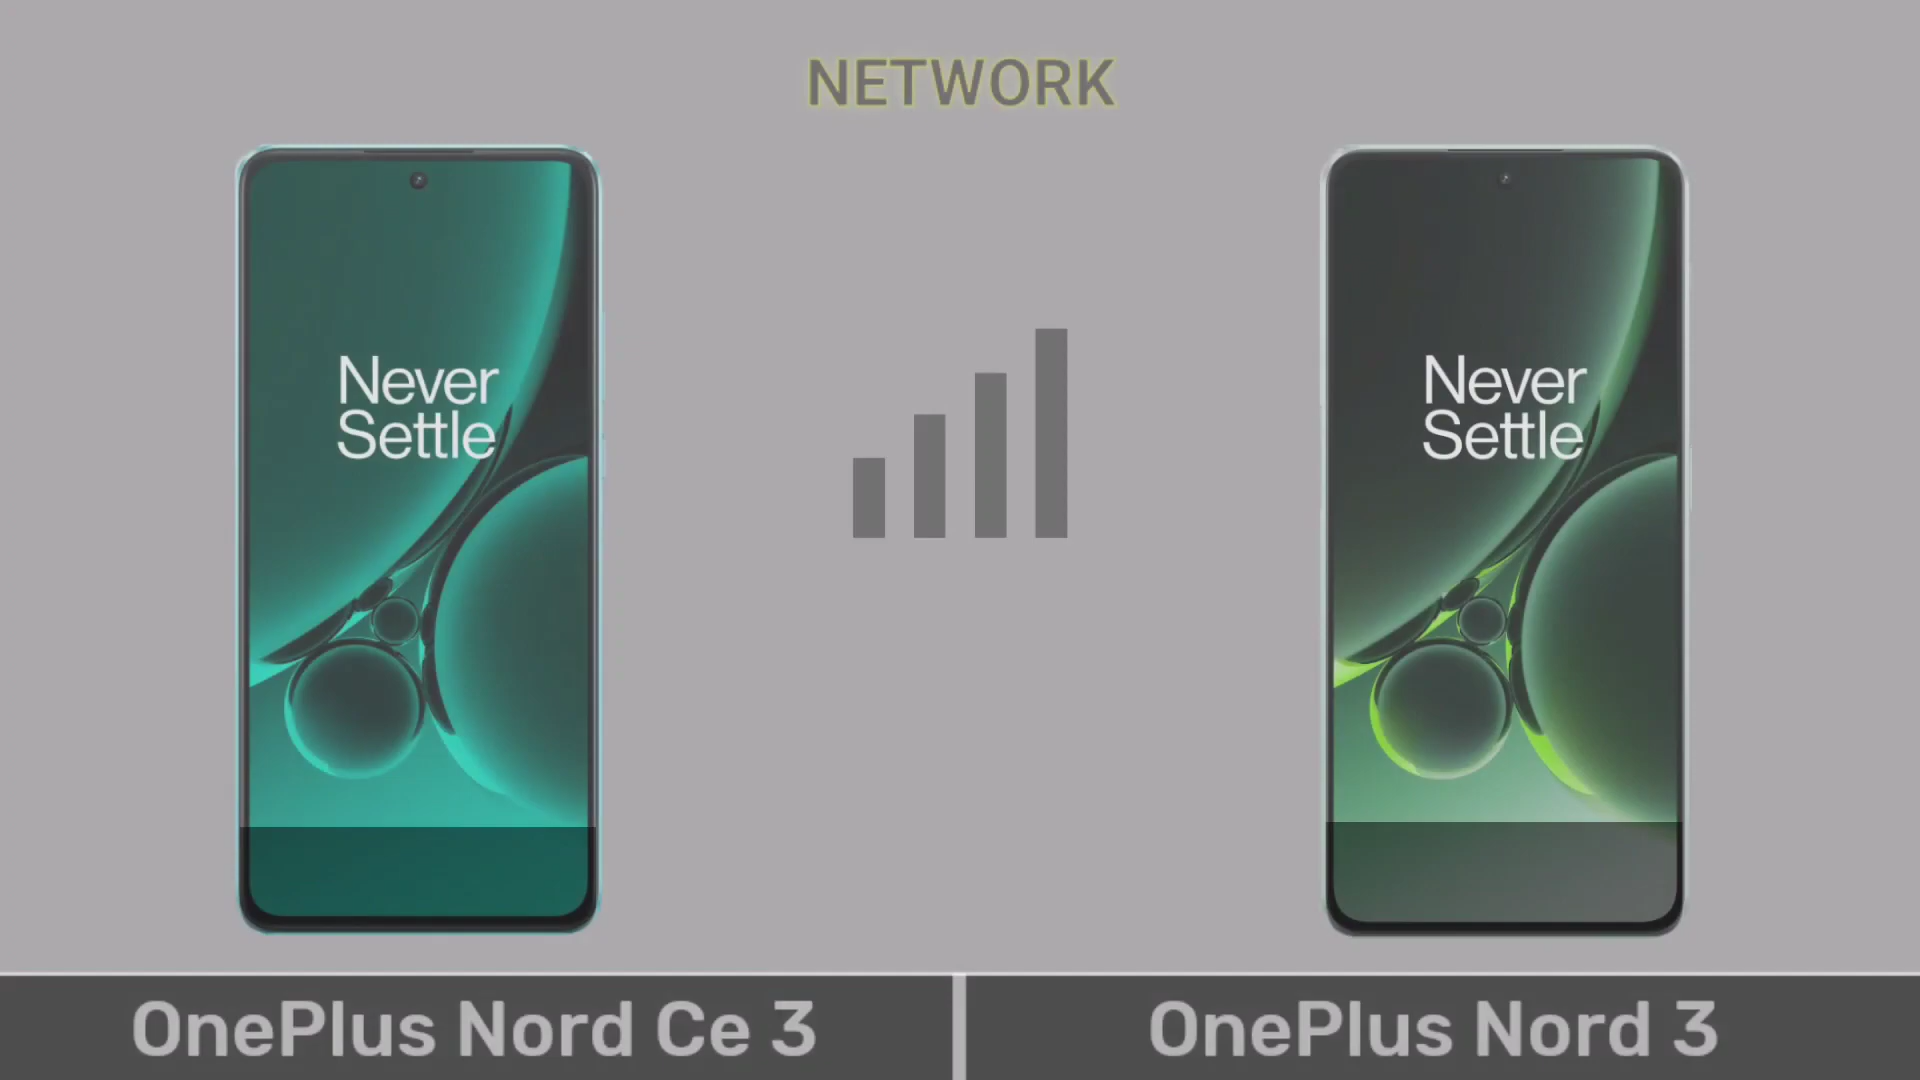 NETWORK
Never
Settle
Never
Settle
OnePlus Nord Ce 3
OnePlus Nord 3